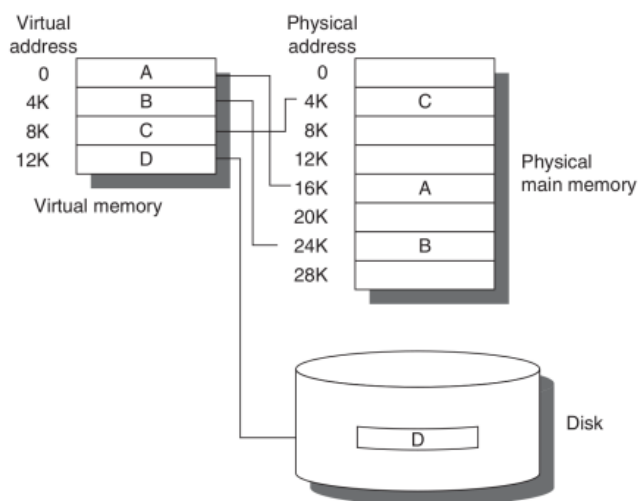 Virtual
address
0
A
4K
B
8K
C
12K
D
Virtual memory
Physical
address
0
4K
C
8K
12K
16K
A
20K
24K
B
28K
Physical
main memory
D
Disk